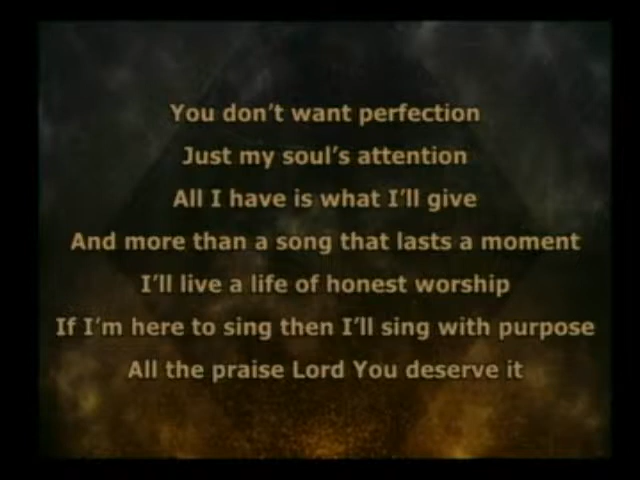 You don't want perfection
Just my soul's attention
All I have is what I'll give
And more than a song that lasts a moment
I'll live a life of honest worship
If I'm here to sing then I'll sing with purpose
All the praise Lord You deserve it